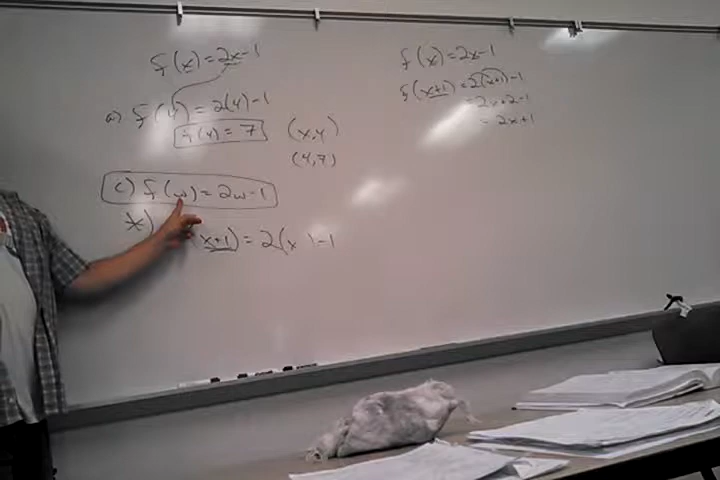 f(x) = 2x-1
a) f(4) = 2(4)-1
f(4) = 7
(x,y)
(4,7)
c) f(w) = 2w-1
*)
x+1) = 2(x )-1
f(x) = 2x-1
f(x+1) = 2(x+1)-1
= 2x+2-1
= 2x+1